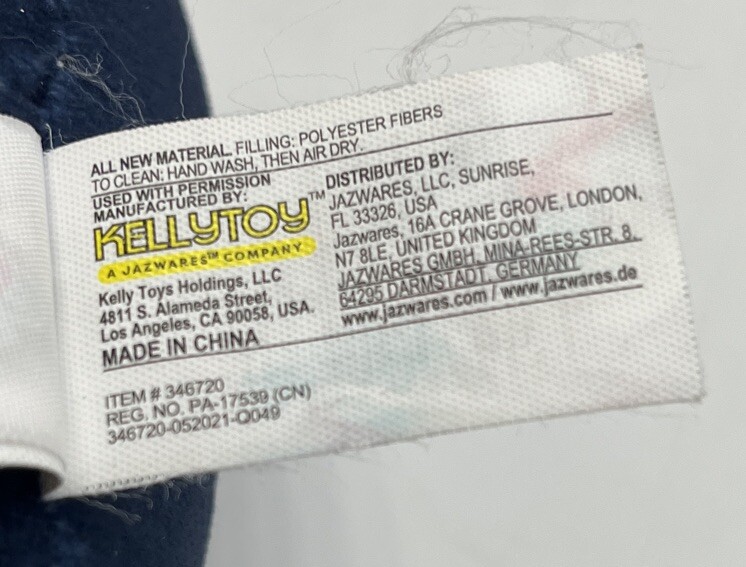 ALL NEW MATERIAL. FILLING: POLYESTER FIBERS
TO CLEAN: HAND WASH, THEN AIR DRY.
USED WITH PERMISSION
MANUFACTURED BY:
KELLYTOY™
A JAZWARES™ COMPANY
Kelly Toys Holdings, LLC
4811 S. Alameda Street,
Los Angeles, CA 90058, USA.
MADE IN CHINA
DISTRIBUTED BY:
JAZWARES, LLC, SUNRISE,
FL 33326, USA
Jazwares, 16A CRANE GROVE, LONDON,
N7 8LE, UNITED KINGDOM
JAZWARES GMBH, MINA-REES-STR. 8,
64295 DARMSTADT, GERMANY
www.jazwares.com / www.jazwares.de
ITEM # 346720
REG. NO. PA-17539 (CN)
346720-052021-O049